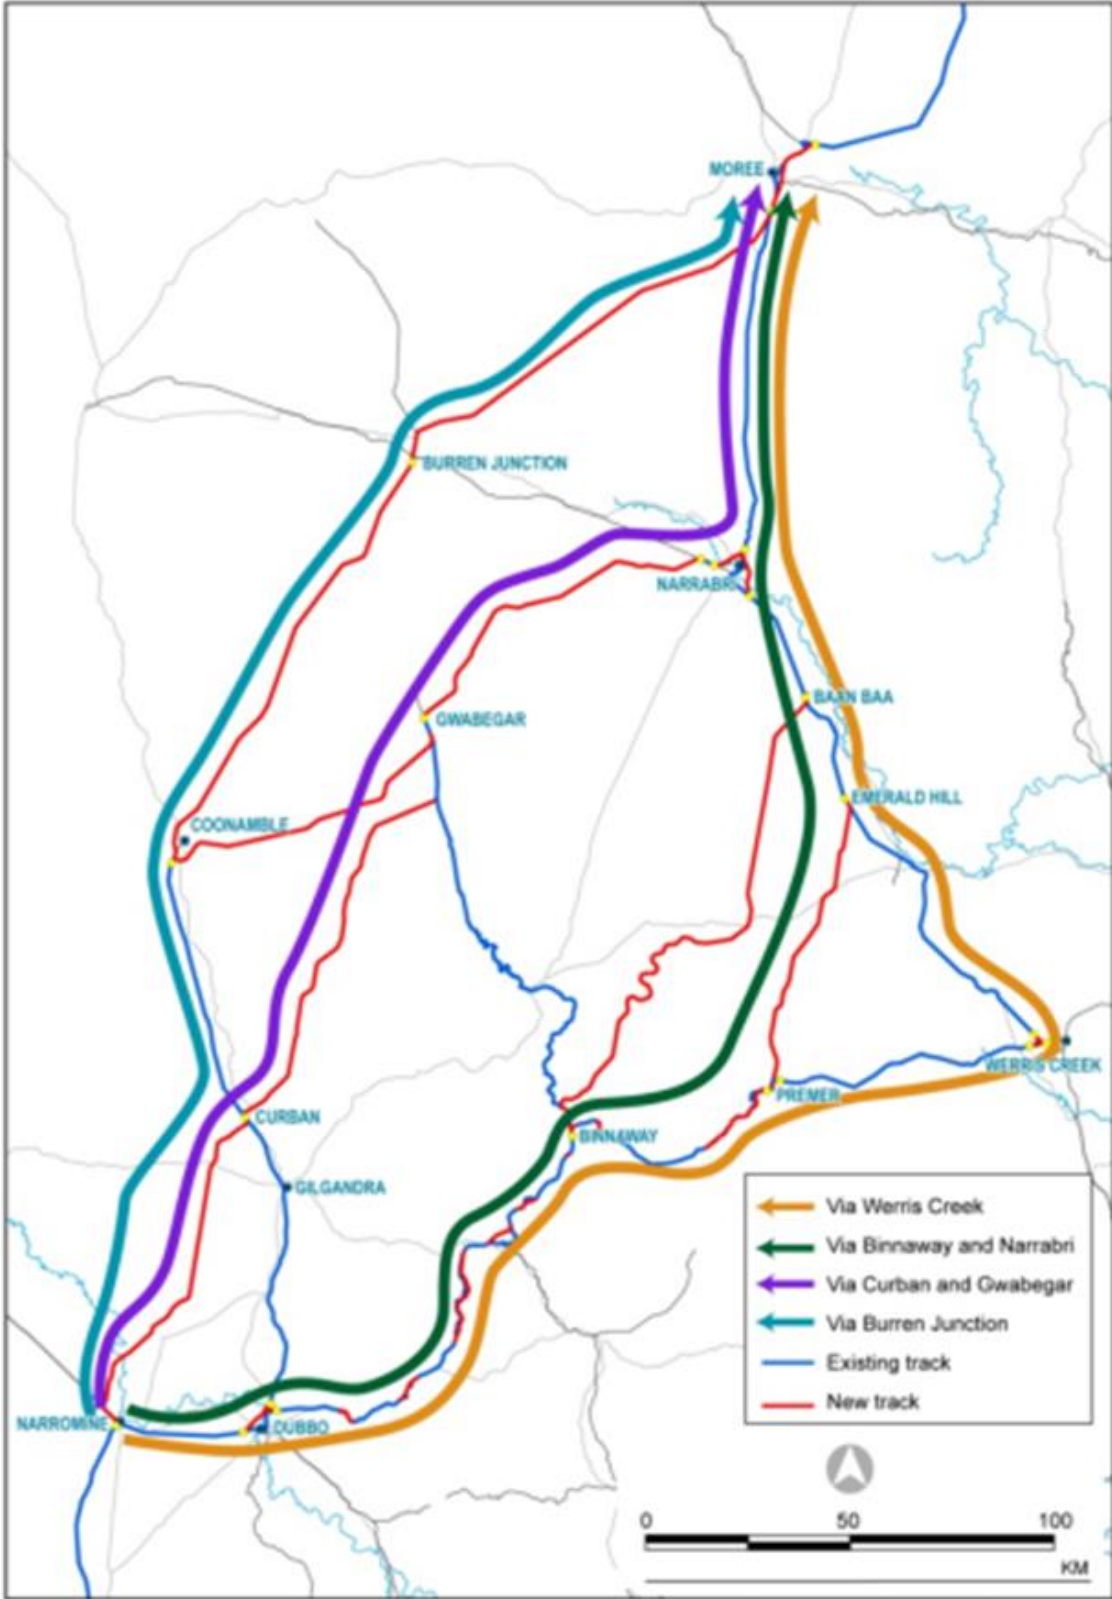 MOREE
BURREN JUNCTION
NARRABRI
BAAN BAA
GWABEGAR
EMERALD HILL
COONAMBLE
WERRIS CREEK
PREMER
CURBAN
BINNAWAY
GILGANDRA
NARROMINE
DUBBO
Via Werris Creek
Via Binnaway and Narrabri
Via Curban and Gwabegar
Via Burren Junction
Existing track
New track
0 50 100
KM